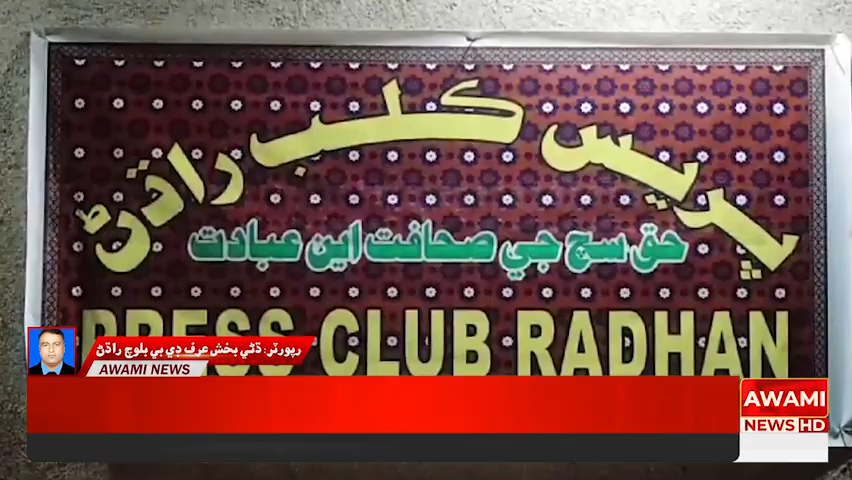 پريس ڪلب راڌڻ
حق سچ جي صحافت اين عبادت
PRESS CLUB RADHAN
رپورٽر: ڌڻي بخش عرف ڊي بي بلوچ راڌڻ
AWAMI NEWS
AWAMI
NEWS HD